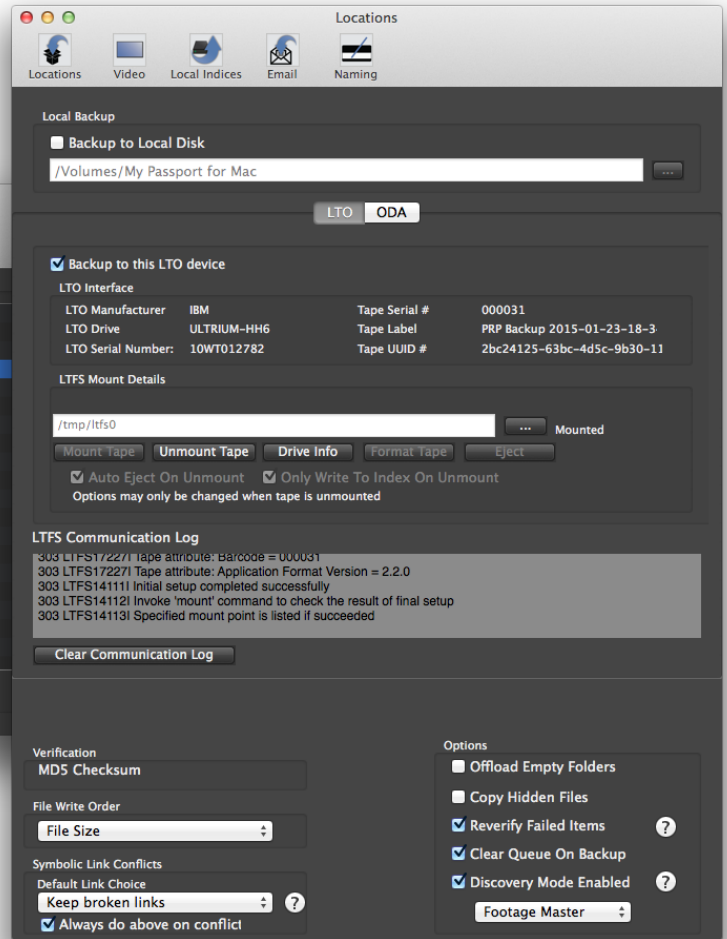 Locations
Locations Video Local Indices Email Naming
Local Backup
Backup to Local Disk
/Volumes/My Passport for Mac
...
LTO ODA
Backup to this LTO device
LTO Interface
LTO Manufacturer IBM Tape Serial # 000031
LTO Drive ULTRIUM-HH6 Tape Label PRP Backup 2015-01-23-18-3
LTO Serial Number: 10WT012782 Tape UUID # 2bc24125-63bc-4d5c-9b30-11
LTFS Mount Details
/tmp/ltfs0 ... Mounted
Mount Tape Unmount Tape Drive Info Format Tape Eject
Auto Eject On Unmount Only Write To Index On Unmount
Options may only be changed when tape is unmounted
LTFS Communication Log
303 LTFS17227I Tape attribute: Barcode = 000031
303 LTFS17227I Tape attribute: Application Format Version = 2.2.0
303 LTFS14111I Initial setup completed successfully
303 LTFS14112I Invoke 'mount' command to check the result of final setup
303 LTFS14113I Specified mount point is listed if succeeded
Clear Communication Log
Verification
MD5 Checksum
File Write Order
File Size
Symbolic Link Conflicts
Default Link Choice
Keep broken links ?
Always do above on conflict
Options
Offload Empty Folders
Copy Hidden Files
Reverify Failed Items ?
Clear Queue On Backup
Discovery Mode Enabled ?
Footage Master